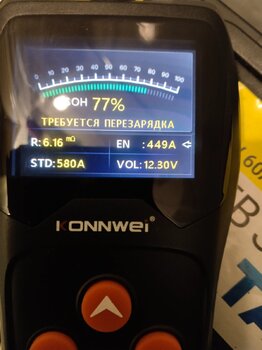 0 10 20 30 40 50 60 70 80 90 100
SOH 77%
ТРЕБУЕТСЯ ПЕРЕЗАРЯДКА
R: 6.16 mΩ EN : 449A
STD: 580A VOL: 12.30V
KONNWEI